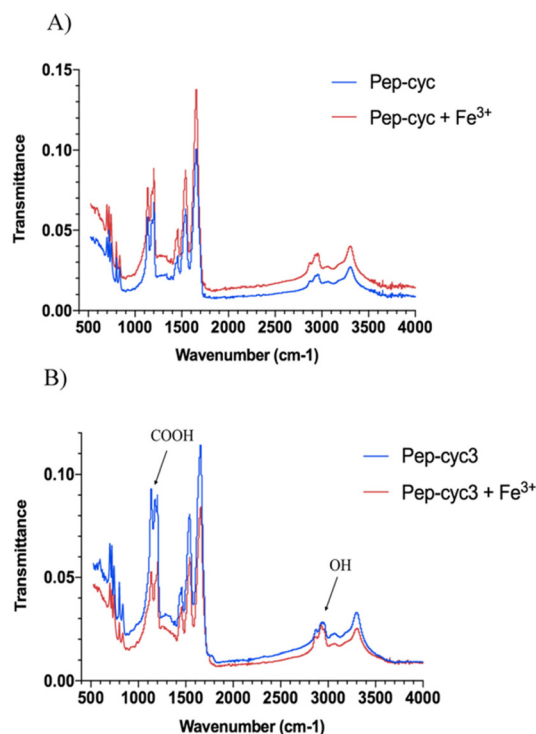 A)
0.15
Pep-cyc
Pep-cyc + Fe³⁺
0.10
Transmittance
0.05
0.00
500 1000 1500 2000 2500 3000 3500 4000
Wavenumber (cm-1)
B)
COOH
Pep-cyc3
Pep-cyc3 + Fe³⁺
0.10
Transmittance
OH
0.05
0.00
500 1000 1500 2000 2500 3000 3500 4000
Wavenumber (cm-1)